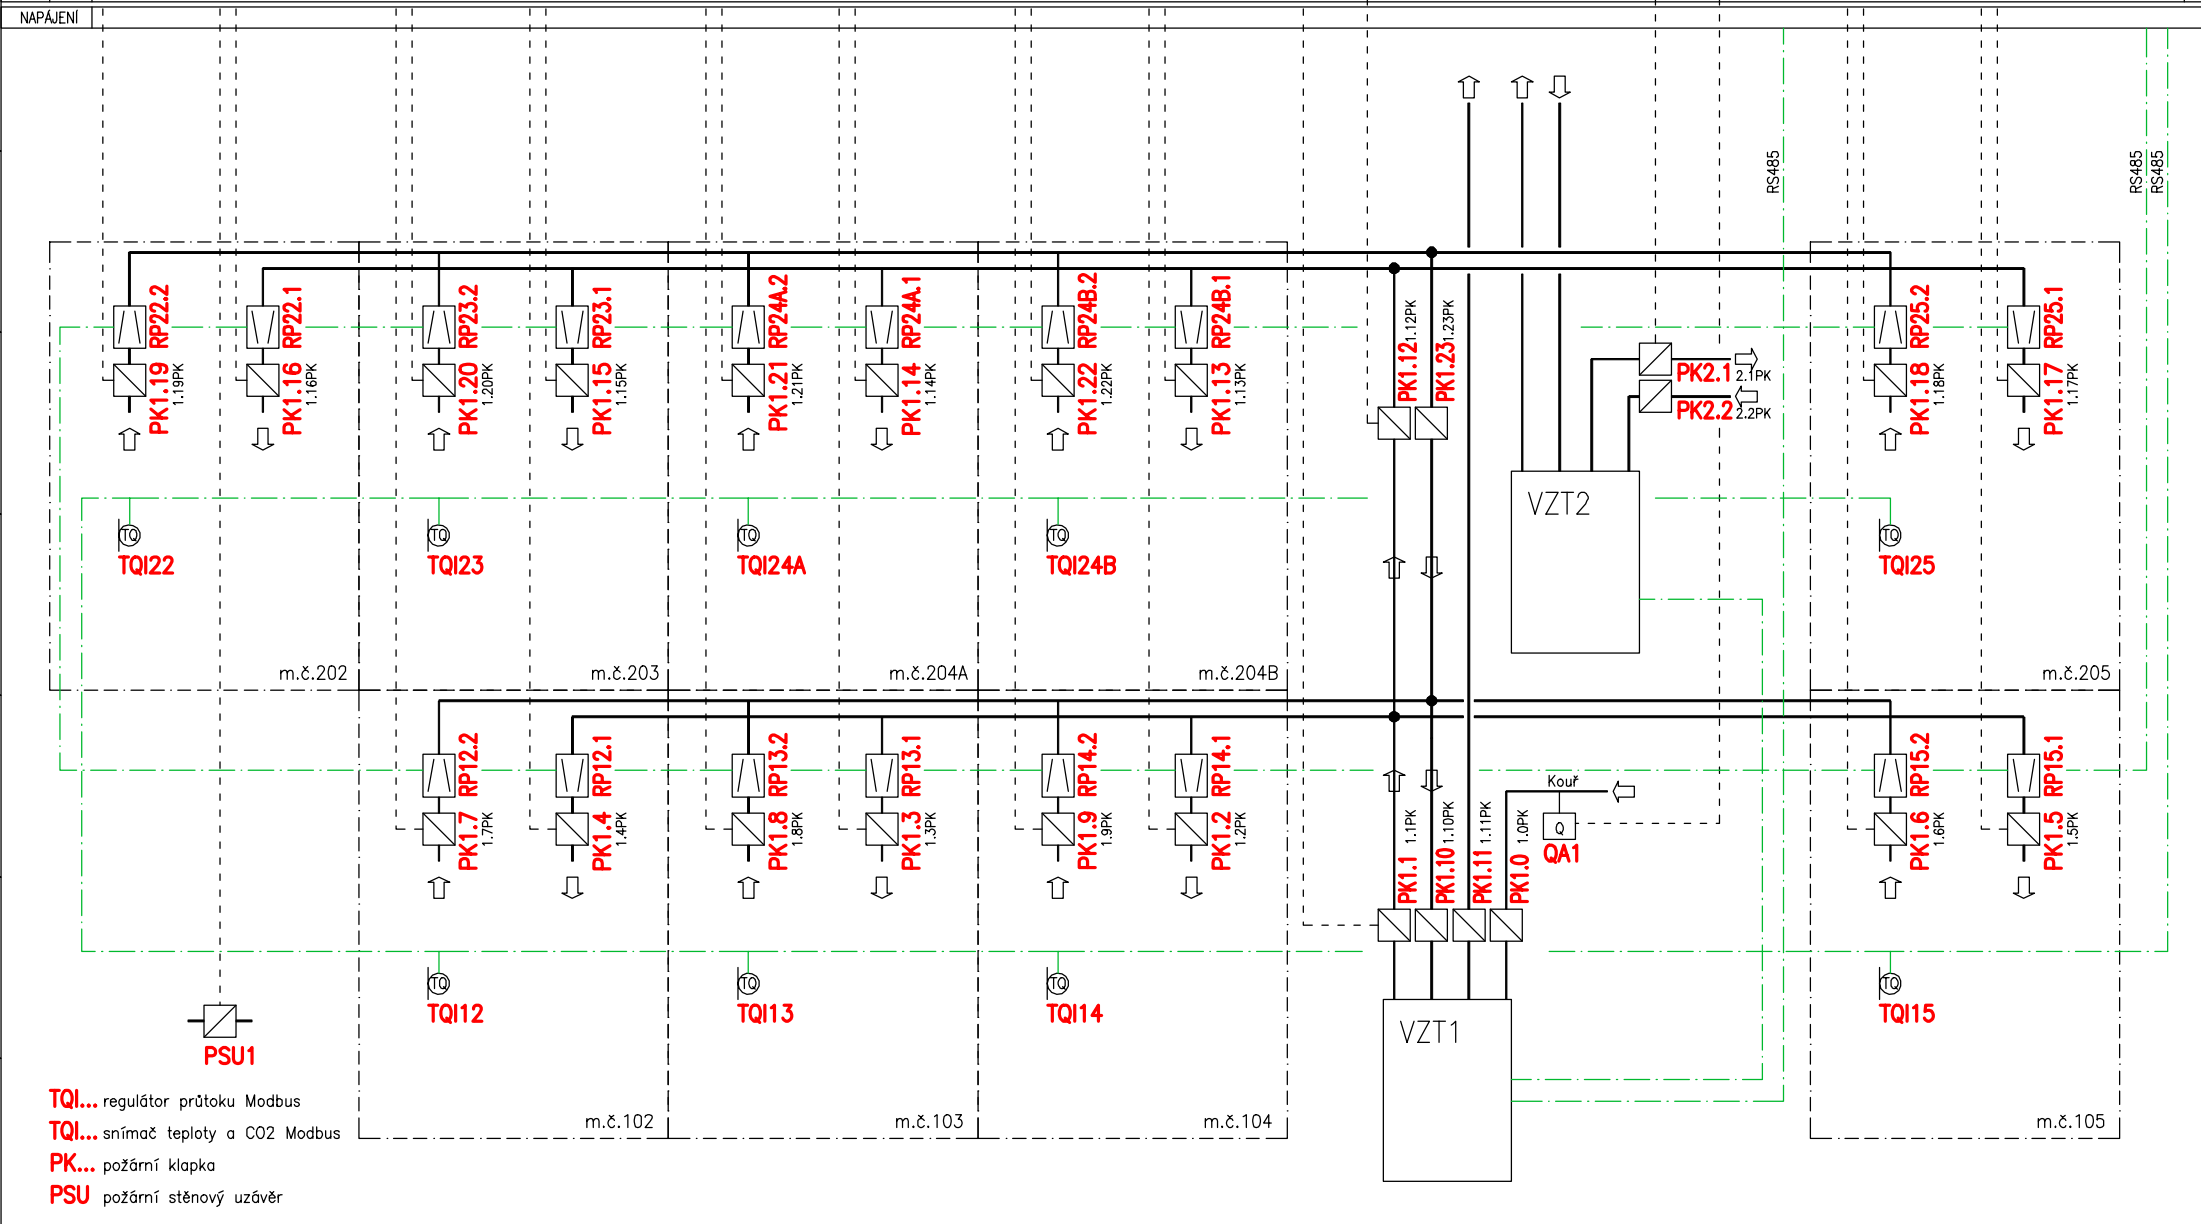 NAPÁJENÍ
RS485
RS485
RS485
RP22.2
RP22.1
RP23.2
RP23.1
RP24A.2
RP24A.1
RP24B.2
RP24B.1
RP25.2
RP25.1
PK1.19
1.19PK
PK1.16
1.16PK
PK1.20
1.20PK
PK1.15
1.15PK
PK1.21
1.21PK
PK1.14
1.14PK
PK1.22
1.22PK
PK1.13
1.13PK
PK1.12
1.12PK
PK1.23
1.23PK
PK2.1 2.1PK
PK2.2 2.2PK
PK1.18
1.18PK
PK1.17
1.17PK
VZT2
TQ
TQI22
TQ
TQI23
TQ
TQI24A
TQ
TQI24B
TQ
TQI25
m.č.202
m.č.203
m.č.204A
m.č.204B
m.č.205
RP12.2
RP12.1
RP13.2
RP13.1
RP14.2
RP14.1
RP15.2
RP15.1
PK1.7
1.7PK
PK1.4
1.4PK
PK1.8
1.8PK
PK1.3
1.3PK
PK1.9
1.9PK
PK1.2
1.2PK
PK1.1 1.1PK
PK1.10 1.10PK
PK1.11 1.11PK
PK1.0 1.0PK
Kouř
Q
QA1
PK1.6
1.6PK
PK1.5
1.5PK
TQ
TQI12
TQ
TQI13
TQ
TQI14
TQ
TQI15
PSU1
VZT1
m.č.102
m.č.103
m.č.104
m.č.105
TQI... regulátor průtoku Modbus
TQI... snímač teploty a CO2 Modbus
PK... požární klapka
PSU požární stěnový uzávěr